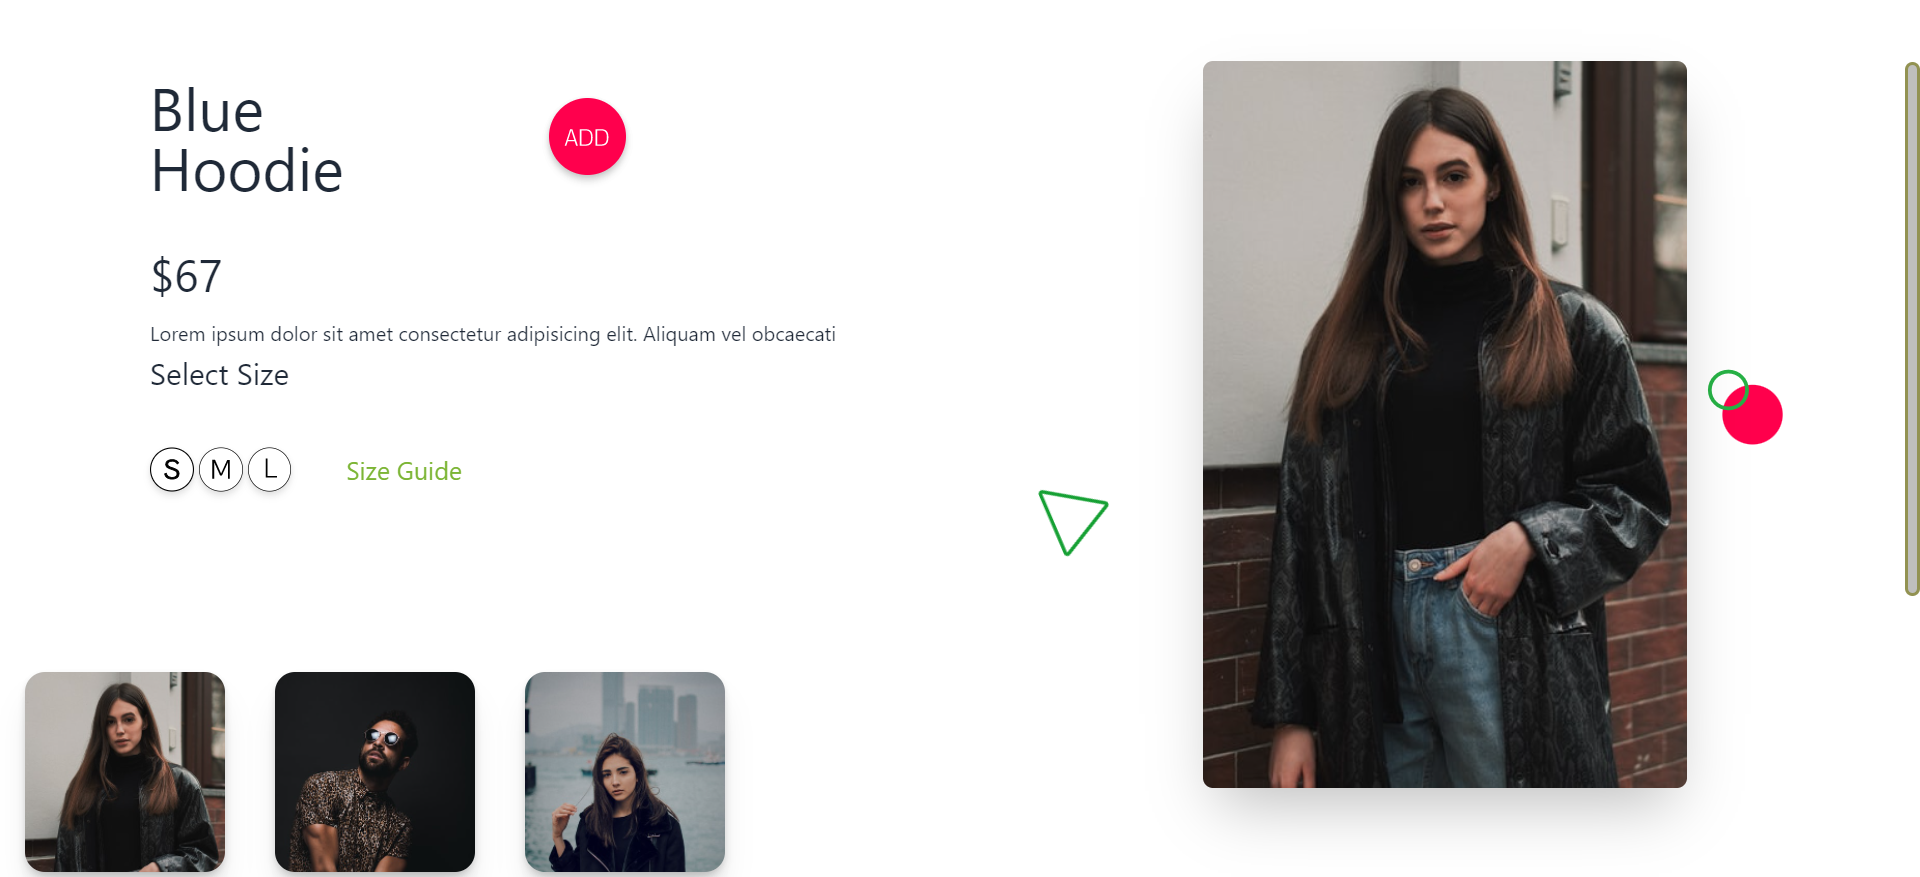 Blue
Hoodie
ADD
$67
Lorem ipsum dolor sit amet consectetur adipisicing elit. Aliquam vel obcaecati
Select Size
S M L Size Guide